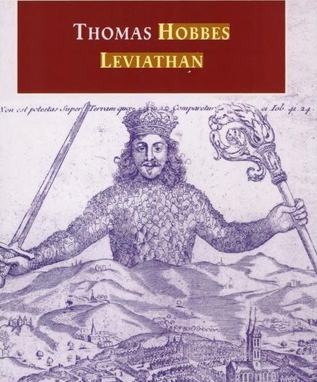 THOMAS HOBBES
LEVIATHAN
Non est potestas Super Terram quæ Comparetur ei Iob. 41. 24